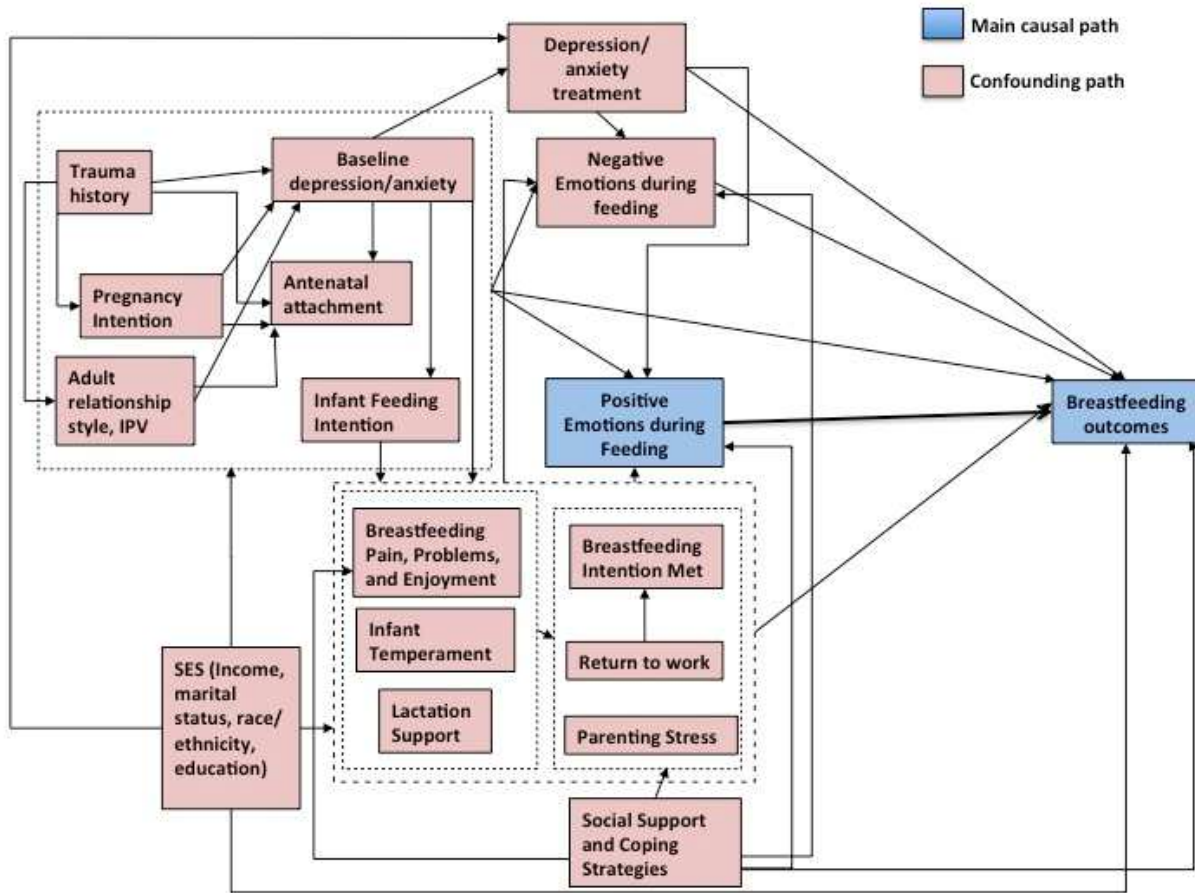 Main causal path
Confounding path
Depression/
anxiety
treatment
Baseline
depression/anxiety
Trauma
history
Negative
Emotions during
feeding
Antenatal
attachment
Pregnancy
Intention
Adult
relationship
style, IPV
Infant Feeding
Intention
Positive
Emotions during
Feeding
Breastfeeding
outcomes
Breastfeeding
Pain, Problems,
and Enjoyment
Infant
Temperament
Lactation
Support
Breastfeeding
Intention Met
Return to work
Parenting Stress
SES (Income,
marital
status, race/
ethnicity,
education)
Social Support
and Coping
Strategies